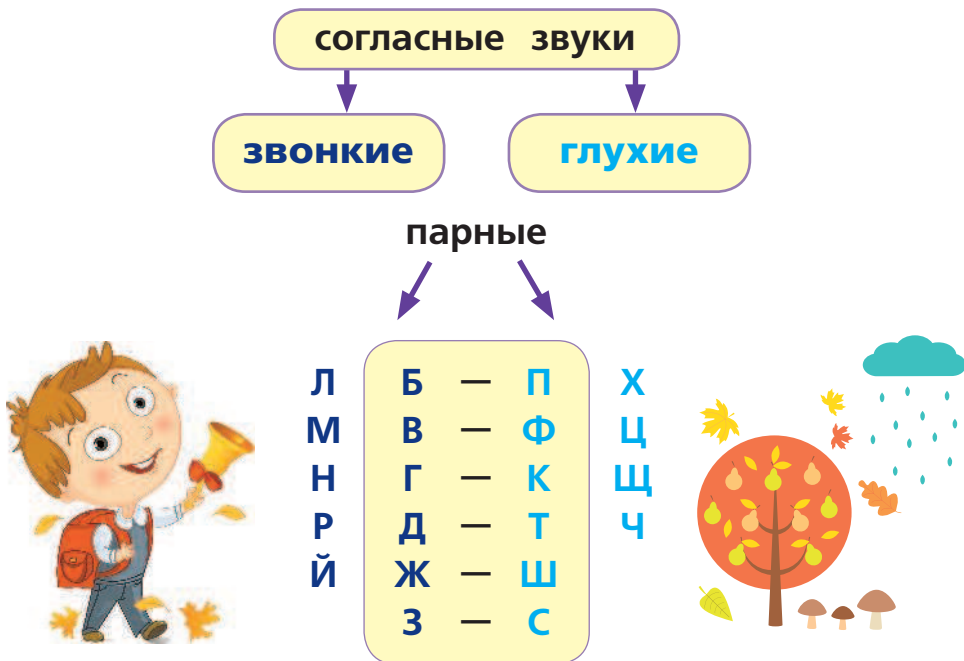 согласные звуки
звонкие глухие
парные
Л Б — П Х
М В — Ф Ц
Н Г — К Щ
Р Д — Т Ч
Й Ж — Ш
З — С